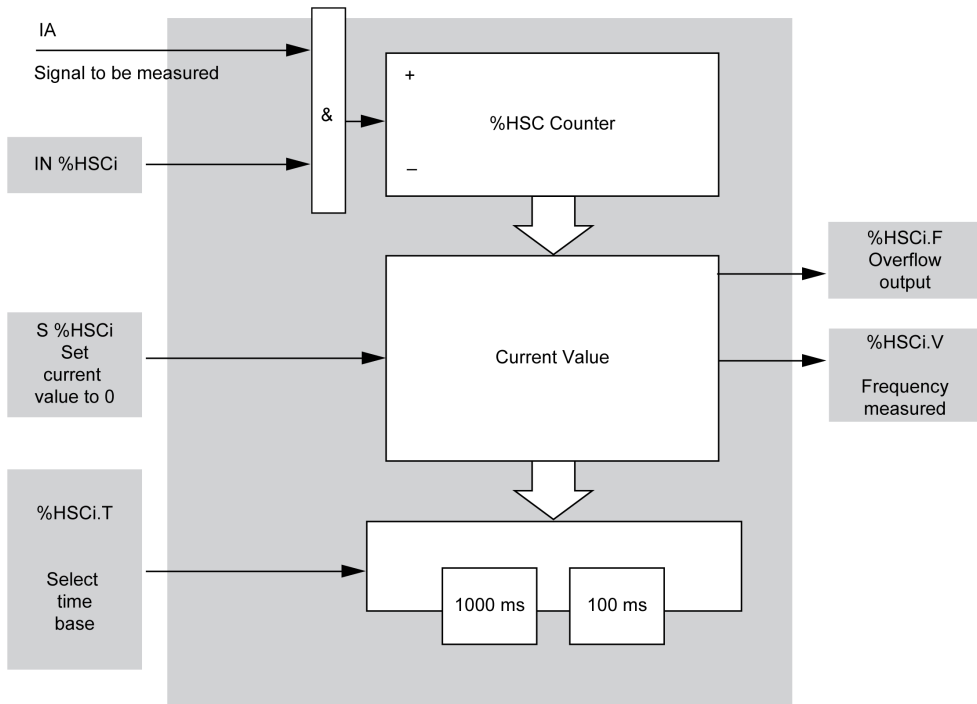 IA
Signal to be measured
IN %HSCi
&
+
%HSC Counter
–
%HSCi.F
Overflow
output
S %HSCi
Set
current
value to 0
Current Value
%HSCi.V
Frequency
measured
%HSCi.T
Select
time
base
1000 ms
100 ms